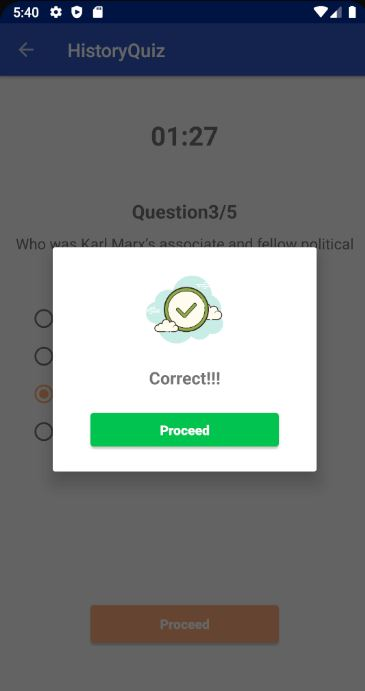 5:40
HistoryQuiz
01:27
Question3/5
Who was Karl Marx's associate and fellow political
Correct!!!
Proceed
Proceed